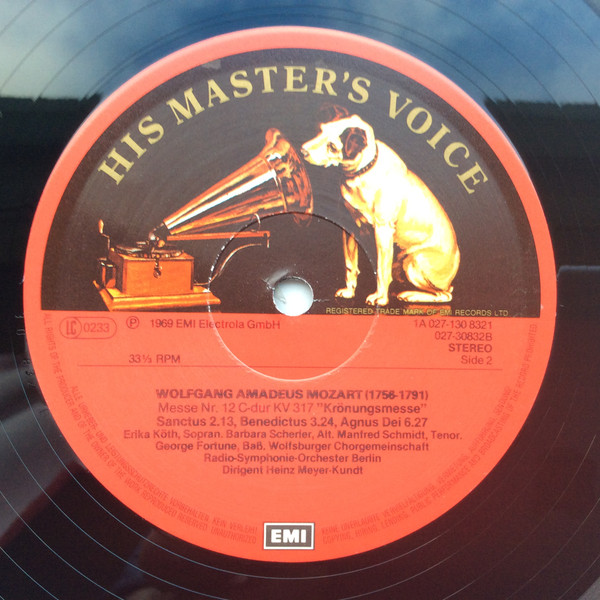 HIS MASTER'S VOICE
REGISTERED TRADE MARK OF EMI RECORDS LTD
LC 0233
℗ 1969 EMI Electrola GmbH
1A 027-130 8321
027-30832B
STEREO
33⅓ RPM
Side 2
WOLFGANG AMADEUS MOZART (1756-1791)
Messe Nr. 12 C-dur KV 317 "Krönungsmesse"
Sanctus 2.13, Benedictus 3.24, Agnus Dei 6.27
Erika Köth, Sopran. Barbara Scherler, Alt. Manfred Schmidt, Tenor.
George Fortune, Baß. Wolfsburger Chorgemeinschaft
Radio-Symphonie-Orchester Berlin
Dirigent Heinz Meyer-Kundt
EMI